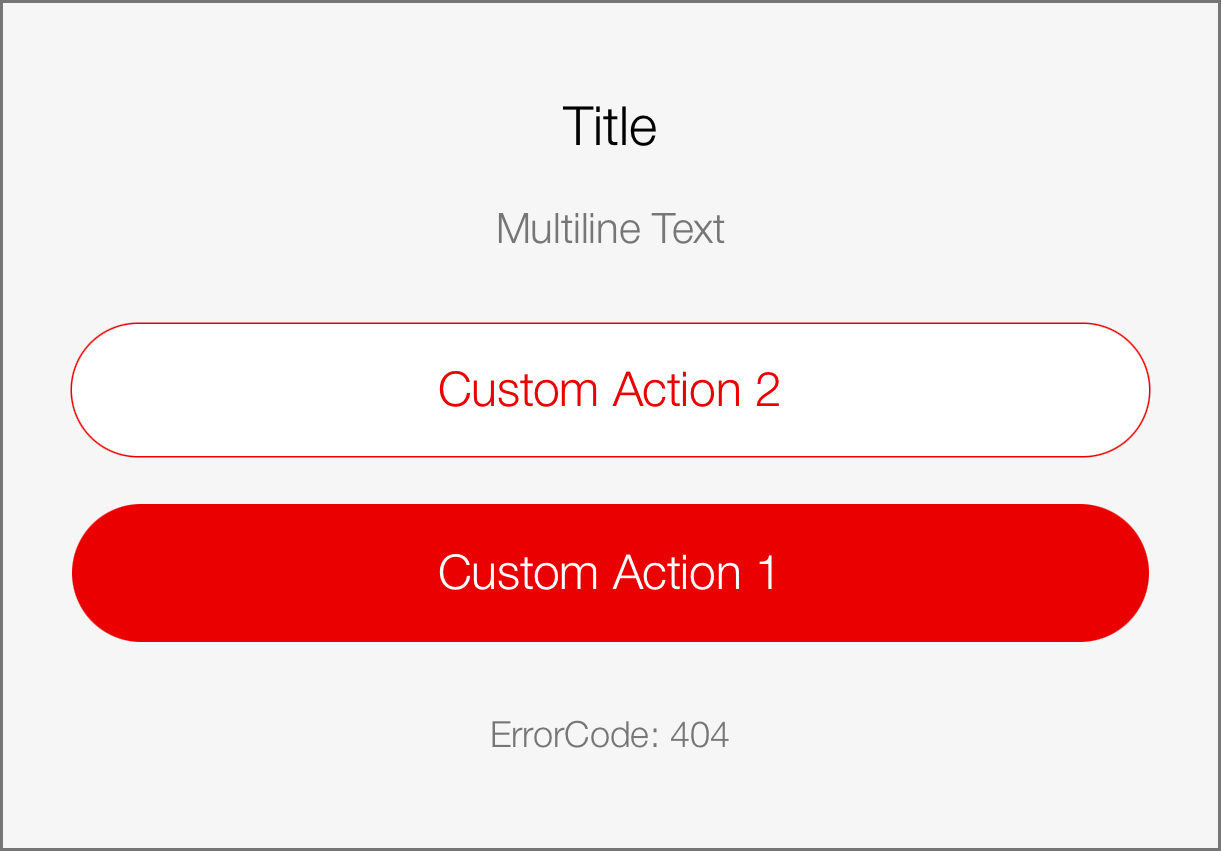 Title
Multiline Text
Custom Action 2
Custom Action 1
ErrorCode: 404